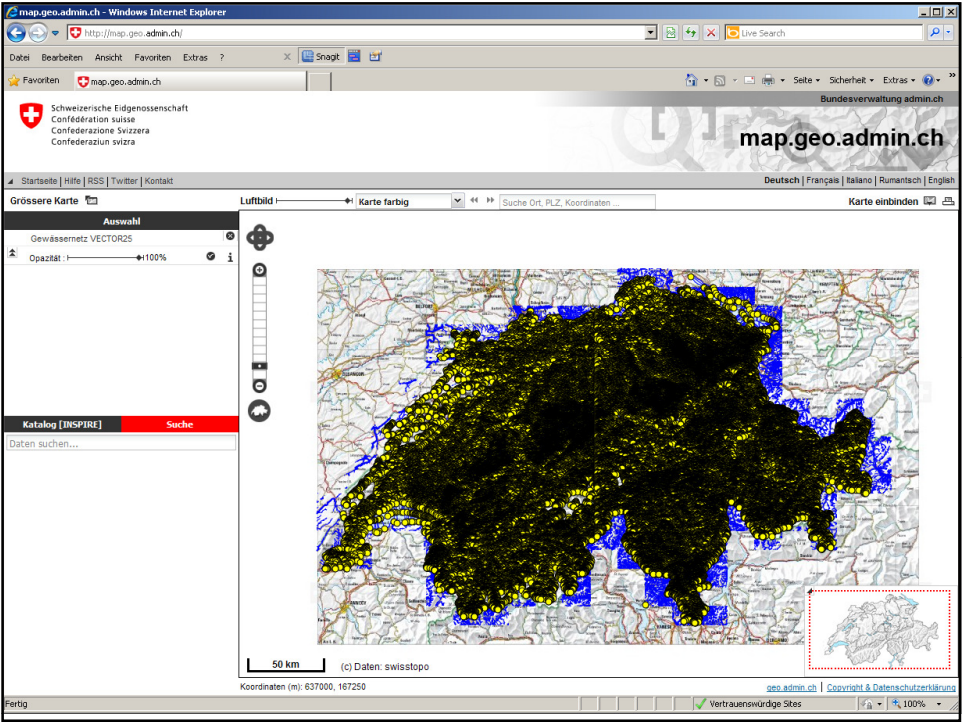 map.geo.admin.ch - Windows Internet Explorer
http://map.geo.admin.ch/
Live Search
Datei Bearbeiten Ansicht Favoriten Extras ?
x Snagit
Favoriten map.geo.admin.ch
Seite Sicherheit Extras
Bundesverwaltung admin.ch
Schweizerische Eidgenossenschaft
Confédération suisse
Confederazione Svizzera
Confederaziun svizra
map.geo.admin.ch
Startseite | Hilfe | RSS | Twitter | Kontakt
Deutsch | Français | Italiano | Rumantsch | English
Grössere Karte
Luftbild Karte farbig
Suche Ort, PLZ, Koordinaten ...
Karte einbinden
Auswahl
Gewässernetz VECTOR25
Opazität : 100% i
Katalog [INSPIRE] Suche
Daten suchen...
50 km
(c) Daten: swisstopo
Koordinaten (m): 637000, 167250
geo.admin.ch | Copyright & Datenschutzerklärung
Fertig
Vertrauenswürdige Sites
100%